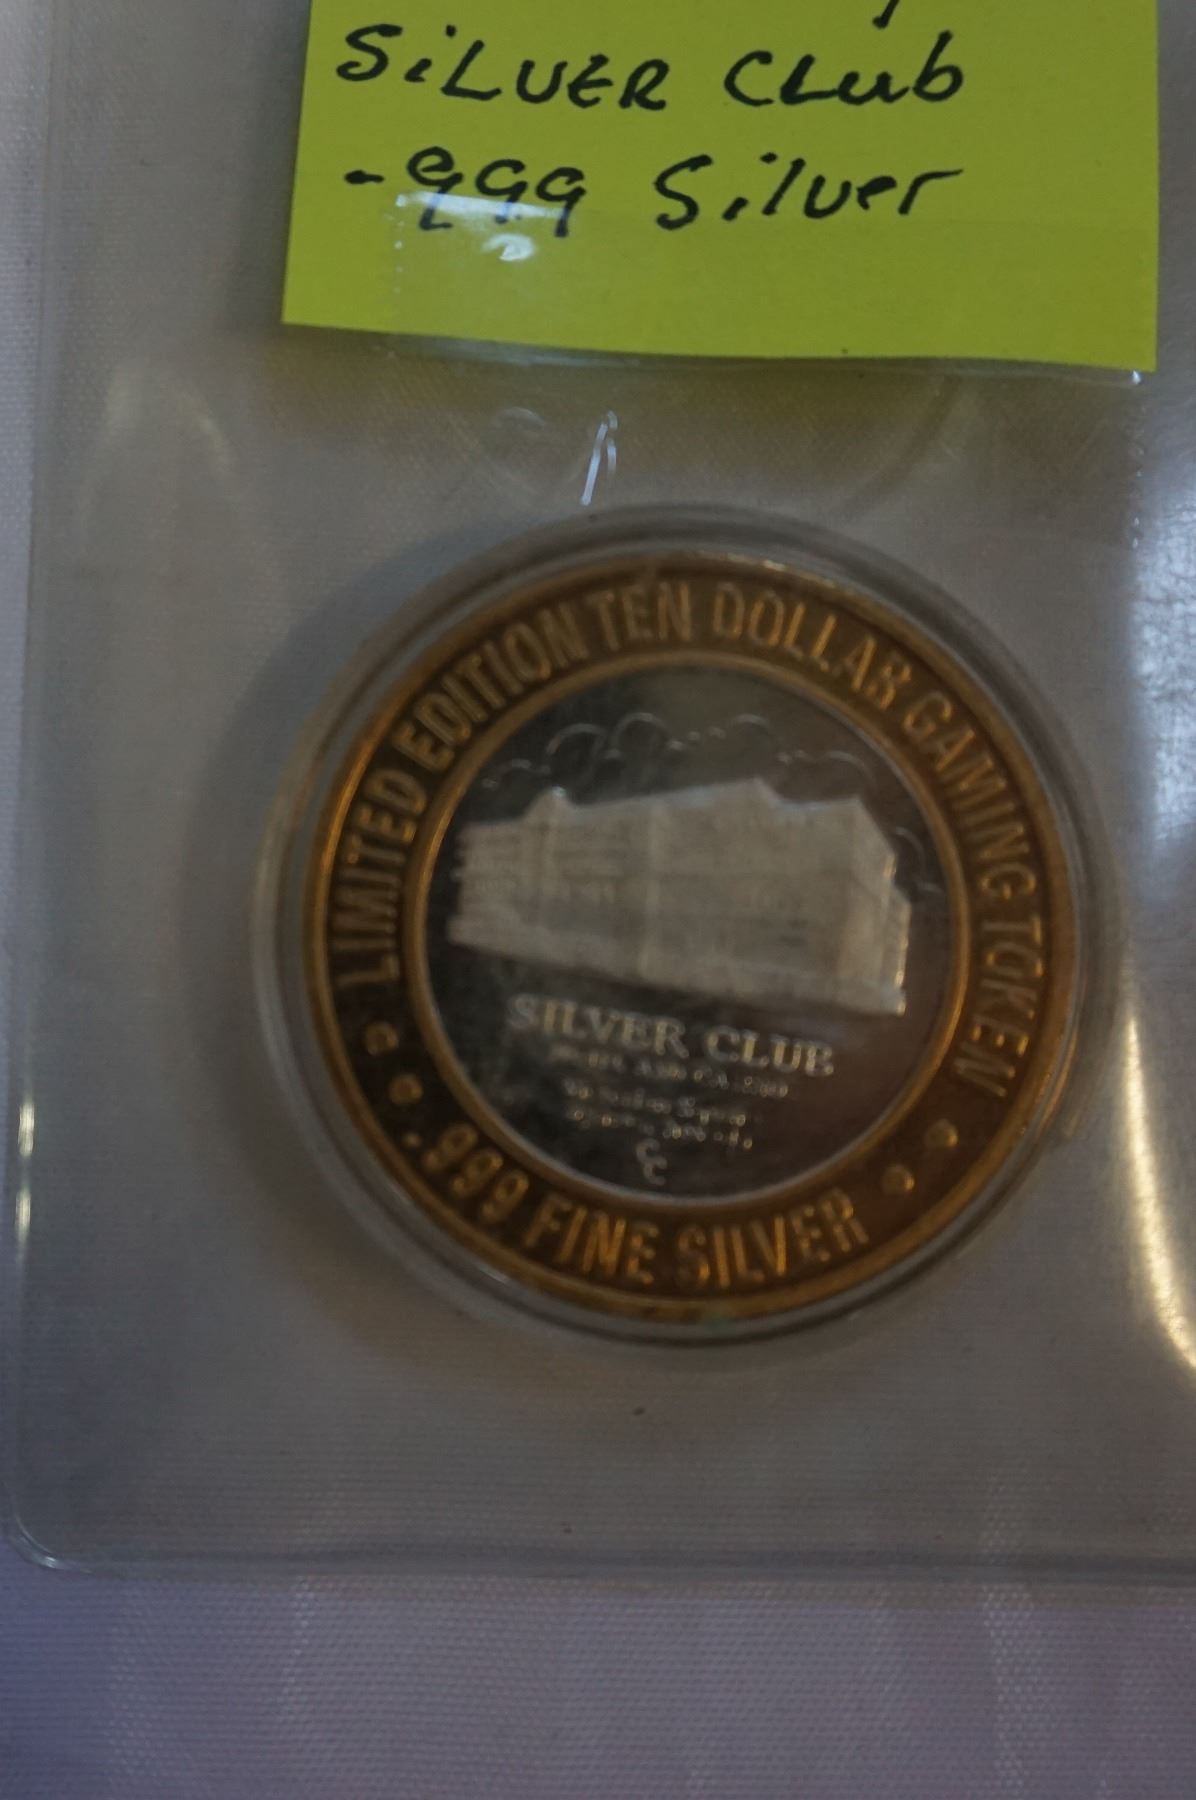 SiLVER CLub
.999 Silver
LIMITED EDITION TEN DOLLAR GAMING TOKEN
SILVER CLUB
.999 FINE SILVER